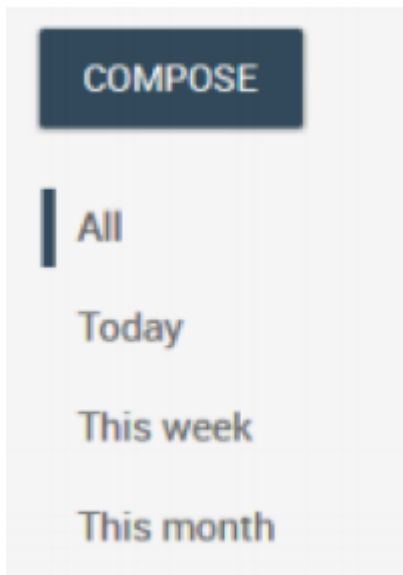 COMPOSE
All
Today
This week
This month